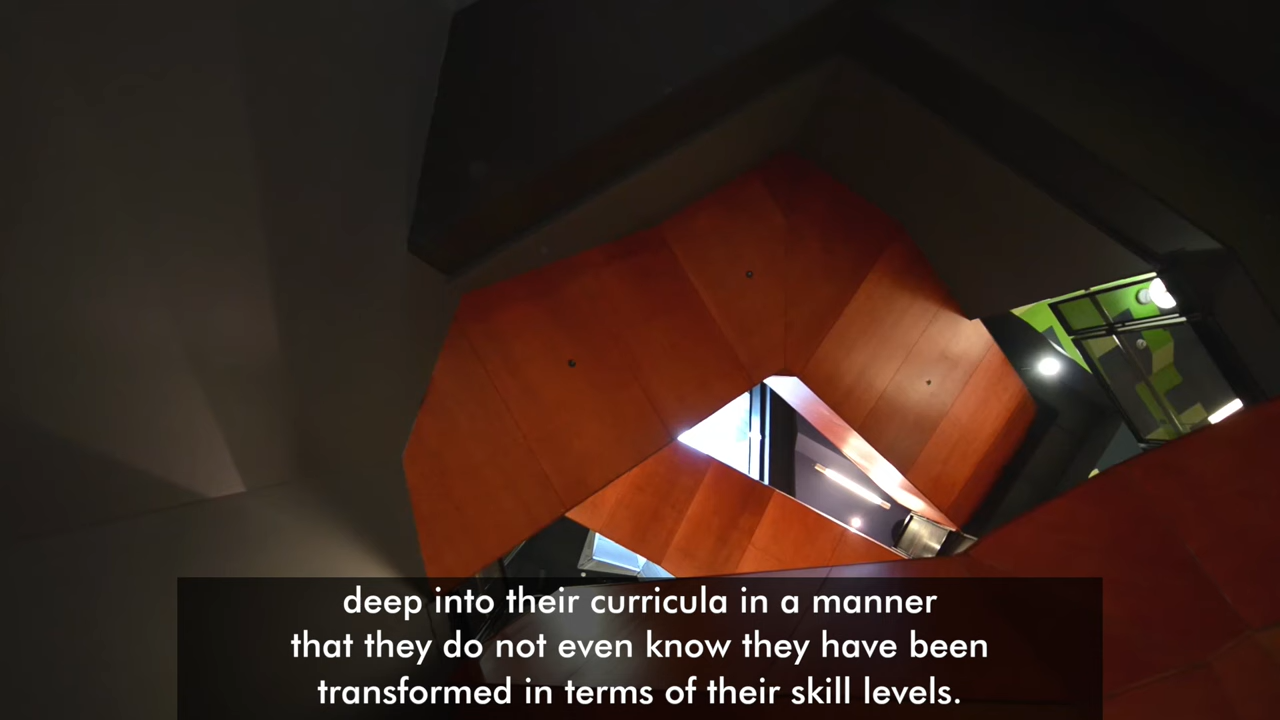 deep into their curricula in a manner
that they do not even know they have been
transformed in terms of their skill levels.